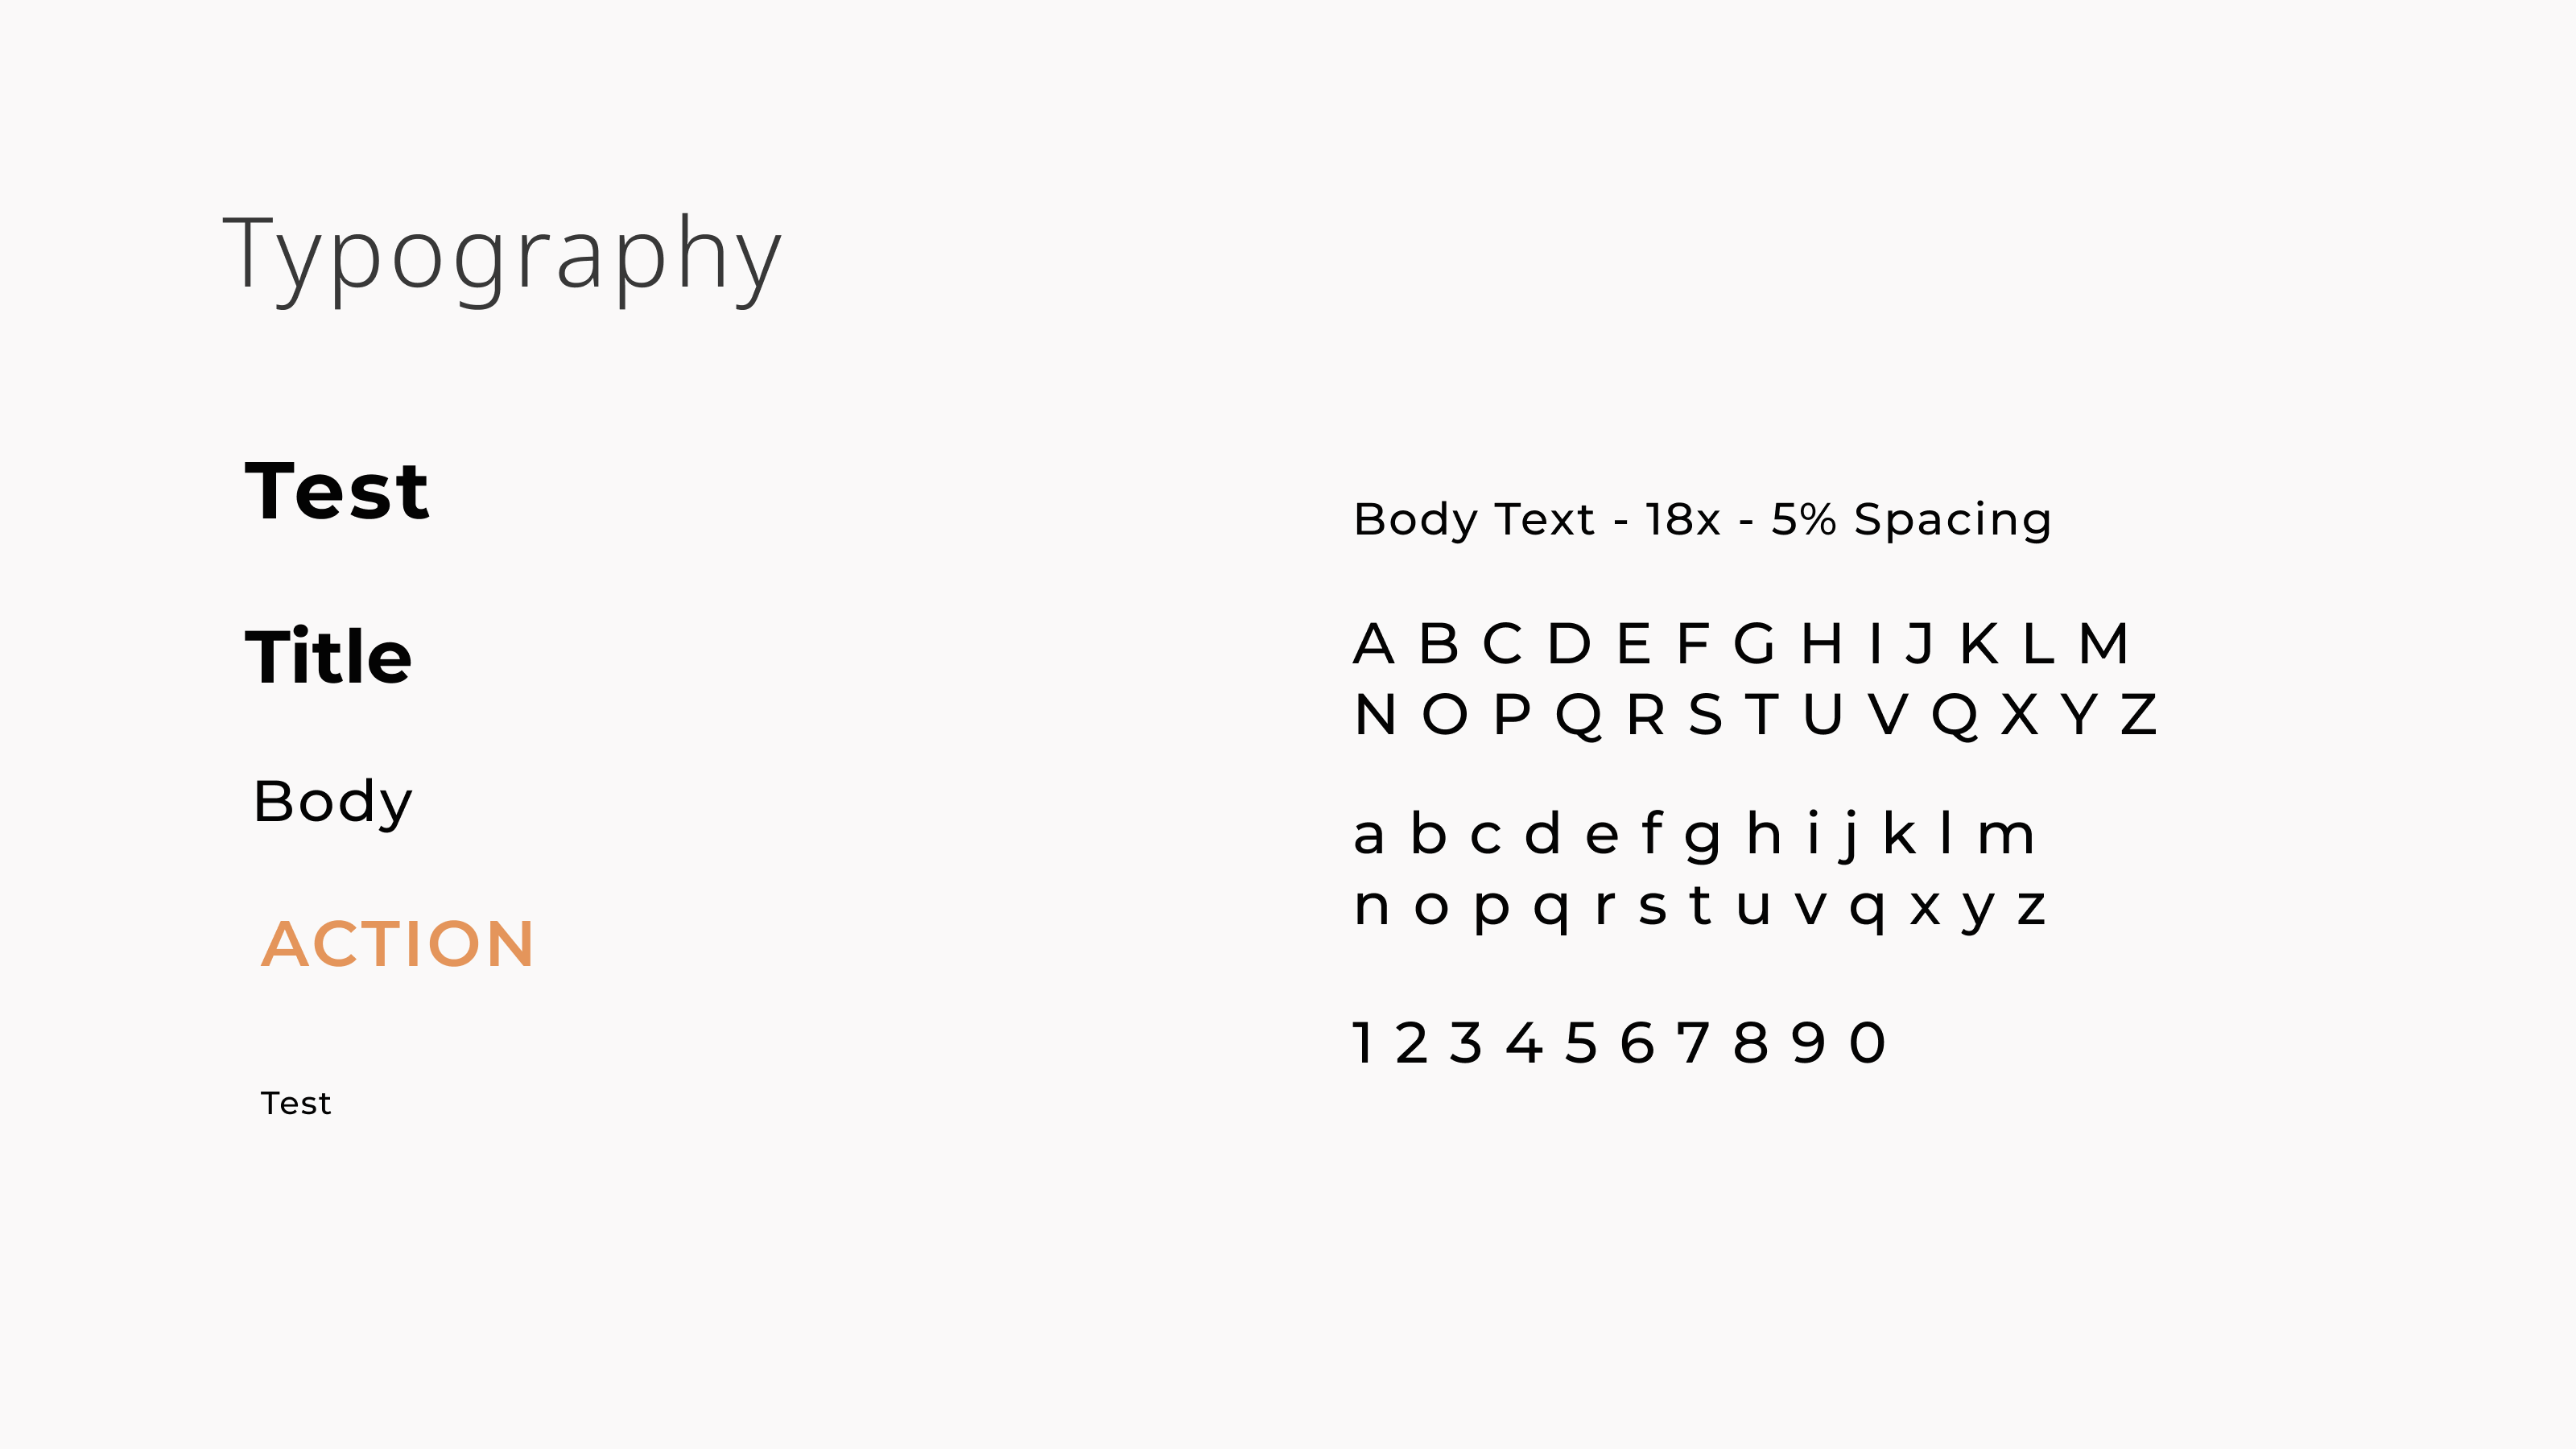 Typography
Test
Title
Body
ACTION
Test
Body Text - 18x - 5% Spacing
A B C D E F G H I J K L M
N O P Q R S T U V Q X Y Z
a b c d e f g h i j k l m
n o p q r s t u v q x y z
1 2 3 4 5 6 7 8 9 0